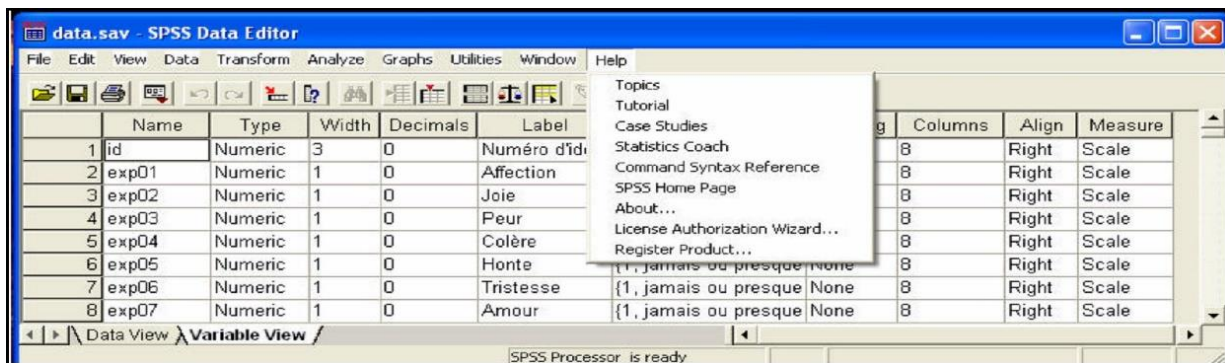 data.sav - SPSS Data Editor
File Edit View Data Transform Analyze Graphs Utilities Window Help
Topics
Tutorial
Case Studies
Statistics Coach
Command Syntax Reference
SPSS Home Page
About...
License Authorization Wizard...
Register Product...
Name Type Width Decimals Label g Columns Align Measure
1 id Numeric 3 0 Numéro d'ide 8 Right Scale
2 exp01 Numeric 1 0 Affection 8 Right Scale
3 exp02 Numeric 1 0 Joie 8 Right Scale
4 exp03 Numeric 1 0 Peur 8 Right Scale
5 exp04 Numeric 1 0 Colère 8 Right Scale
6 exp05 Numeric 1 0 Honte {1, jamais ou presque None 8 Right Scale
7 exp06 Numeric 1 0 Tristesse {1, jamais ou presque None 8 Right Scale
8 exp07 Numeric 1 0 Amour {1, jamais ou presque None 8 Right Scale
Data View Variable View
SPSS Processor is ready